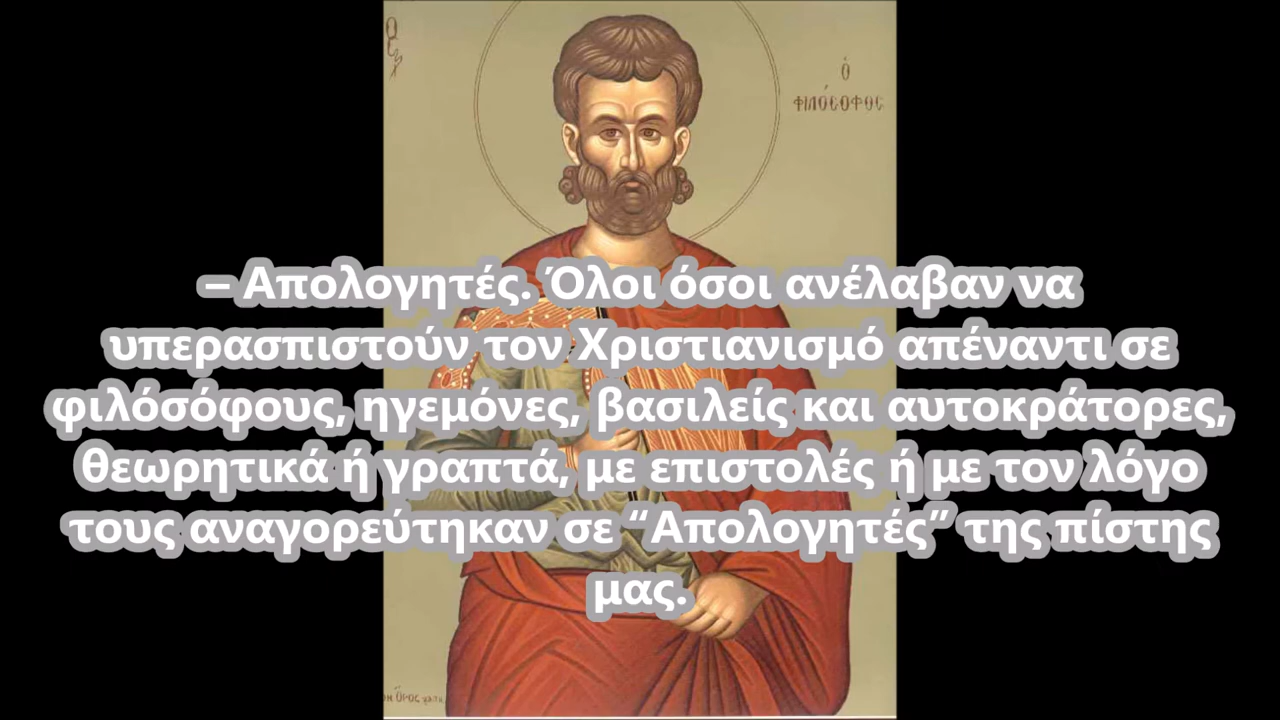 ὁ
ΦΙΛΌСΟΦΟC
– Απολογητές. Όλοι όσοι ανέλαβαν να
υπερασπιστούν τον Χριστιανισμό απέναντι σε
φιλόσόφους, ηγεμόνες, βασιλείς και αυτοκράτορες,
θεωρητικά ή γραπτά, με επιστολές ή με τον λόγο
τους αναγορεύτηκαν σε “Απολογητές” της πίστης
μας.